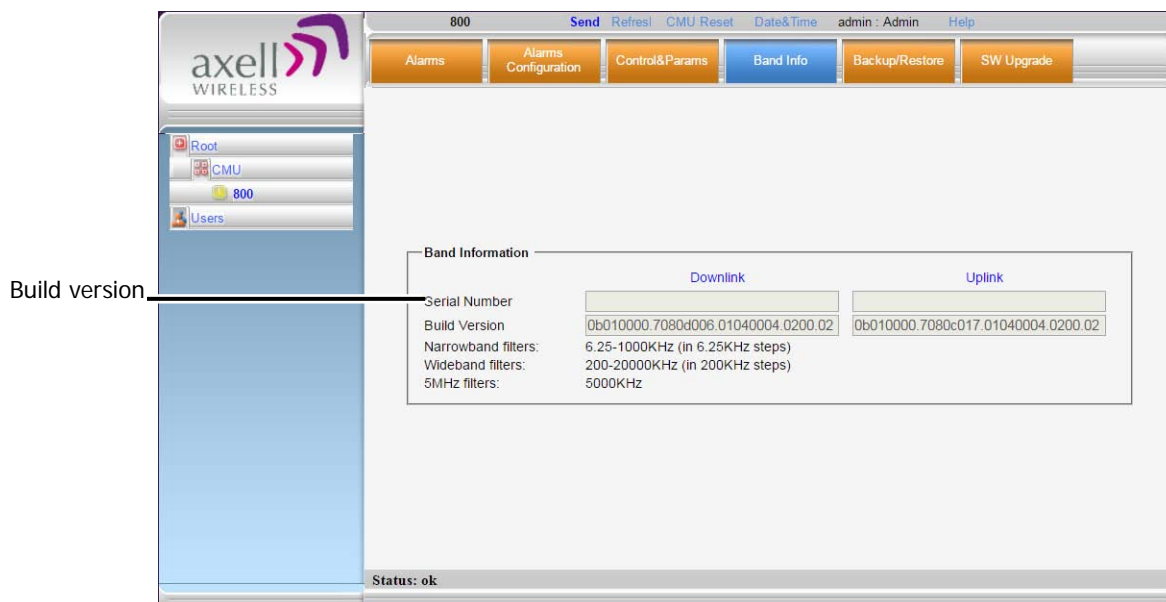 axell
WIRELESS
800 Send Refresl CMU Reset Date&Time admin : Admin Help
Alarms
Alarms
Configuration
Control&Params
Band Info
Backup/Restore
SW Upgrade
Root
CMU
800
Users
Build version
Band Information
Downlink Uplink
Serial Number
Build Version 0b010000.7080d006.01040004.0200.02 0b010000.7080c017.01040004.0200.02
Narrowband filters: 6.25-1000KHz (in 6.25KHz steps)
Wideband filters: 200-20000KHz (in 200KHz steps)
5MHz filters: 5000KHz
Status: ok